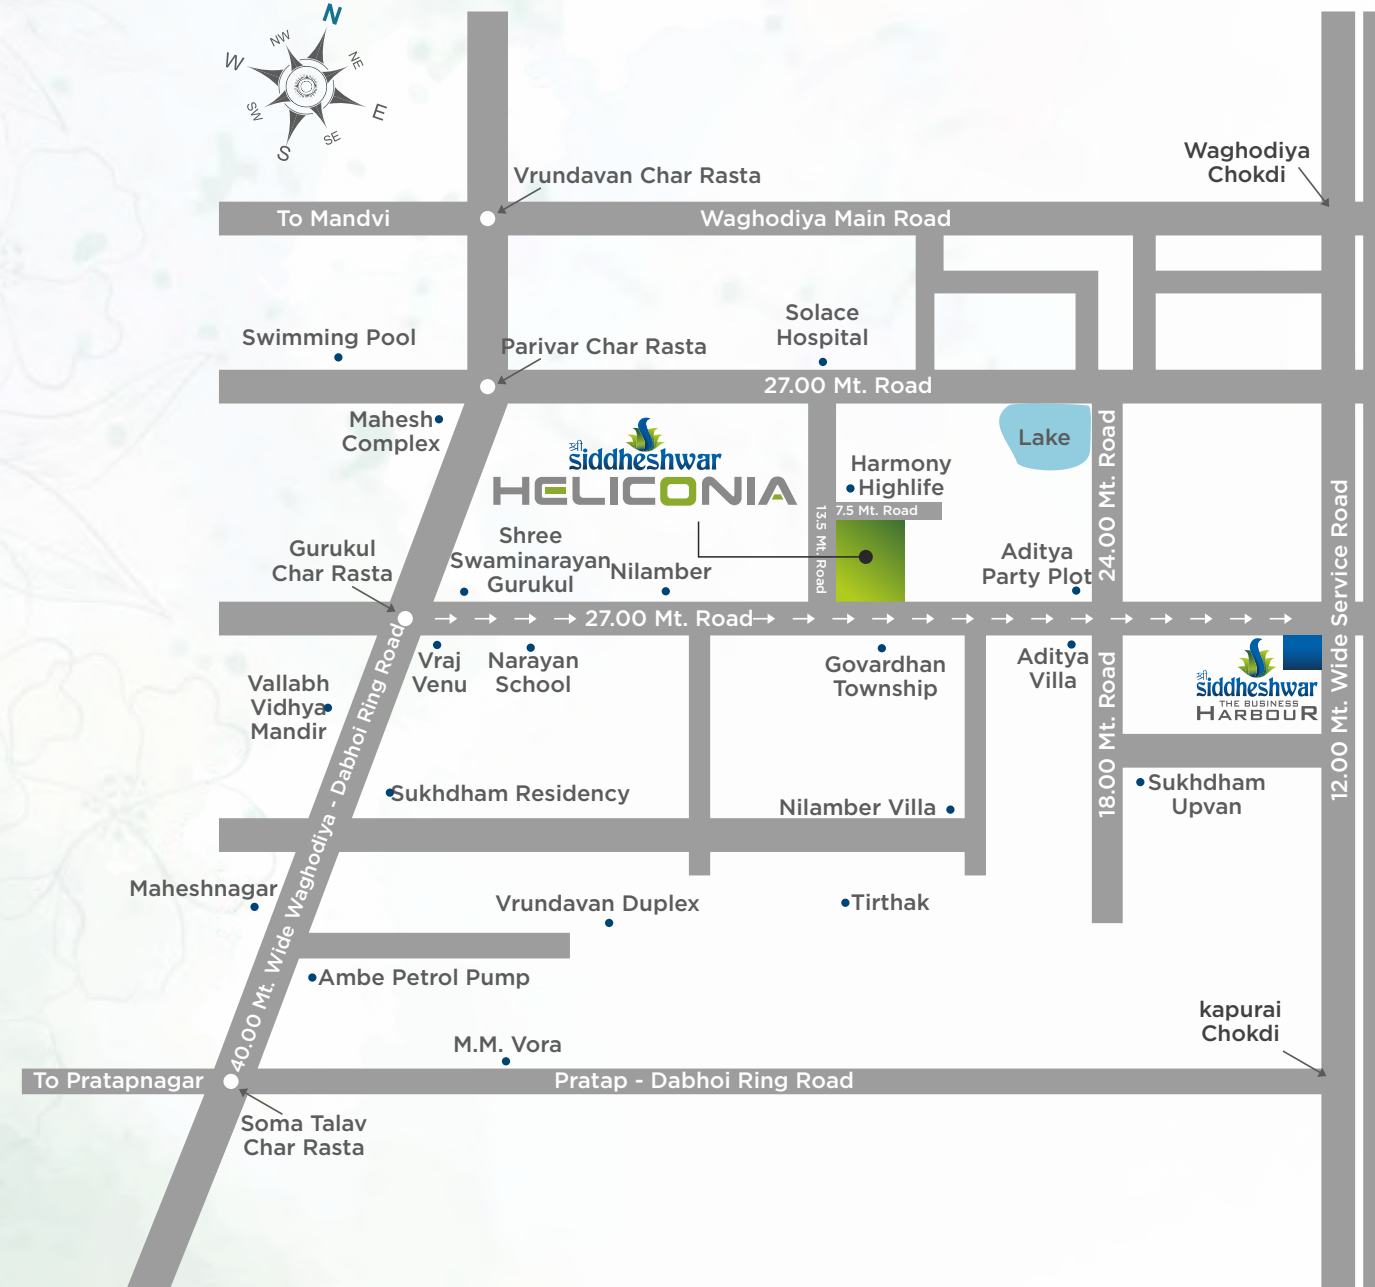 N
NW
NE
W
E
SW
SE
S
Waghodiya
Chokdi
Vrundavan Char Rasta
To Mandvi
Waghodiya Main Road
Solace
Hospital
Swimming Pool
Parivar Char Rasta
27.00 Mt. Road
Mahesh
Complex
श्री
siddheshwar
HELICONIA
Lake
24.00 Mt. Road
Harmony
Highlife
7.5 Mt. Road
13.5 Mt. Road
Shree
Swaminarayan
Gurukul
Nilamber
Gurukul
Char Rasta
Aditya
Party Plot
12.00 Mt. Wide Service Road
27.00 Mt. Road
Vraj
Venu
Narayan
School
Govardhan
Township
Aditya
Villa
18.00 Mt. Road
श्री
siddheshwar
THE BUSINESS
HARBOUR
Vallabh
Vidhya
Mandir
40.00 Mt. Wide Waghodiya - Dabhoi Ring Road
Sukhdham Residency
Nilamber Villa
Sukhdham
Upvan
Maheshnagar
Vrundavan Duplex
Tirthak
Ambe Petrol Pump
kapurai
Chokdi
M.M. Vora
To Pratapnagar
Pratap - Dabhoi Ring Road
Soma Talav
Char Rasta